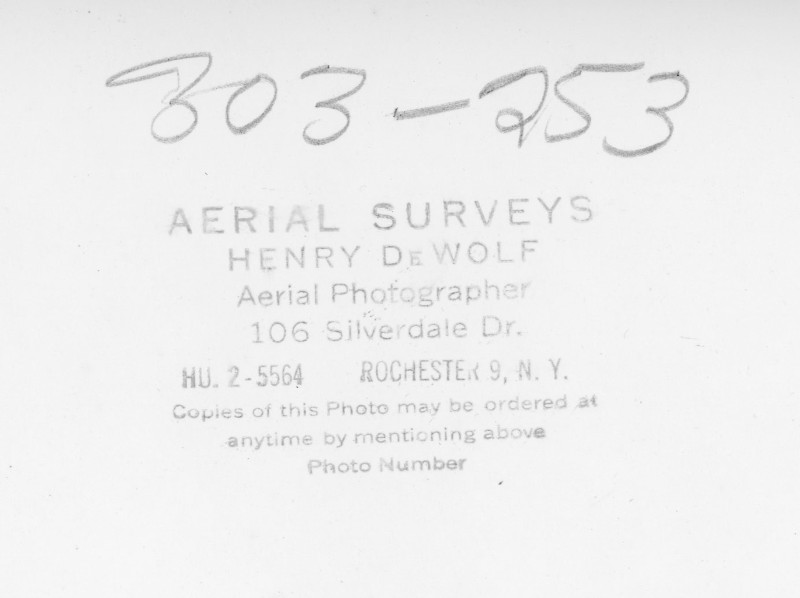 303-253
AERIAL SURVEYS
HENRY DEWOLF
Aerial Photographer
106 Silverdale Dr.
HU. 2-5564 ROCHESTER 9, N. Y.
Copies of this Photo may be ordered at
anytime by mentioning above
Photo Number